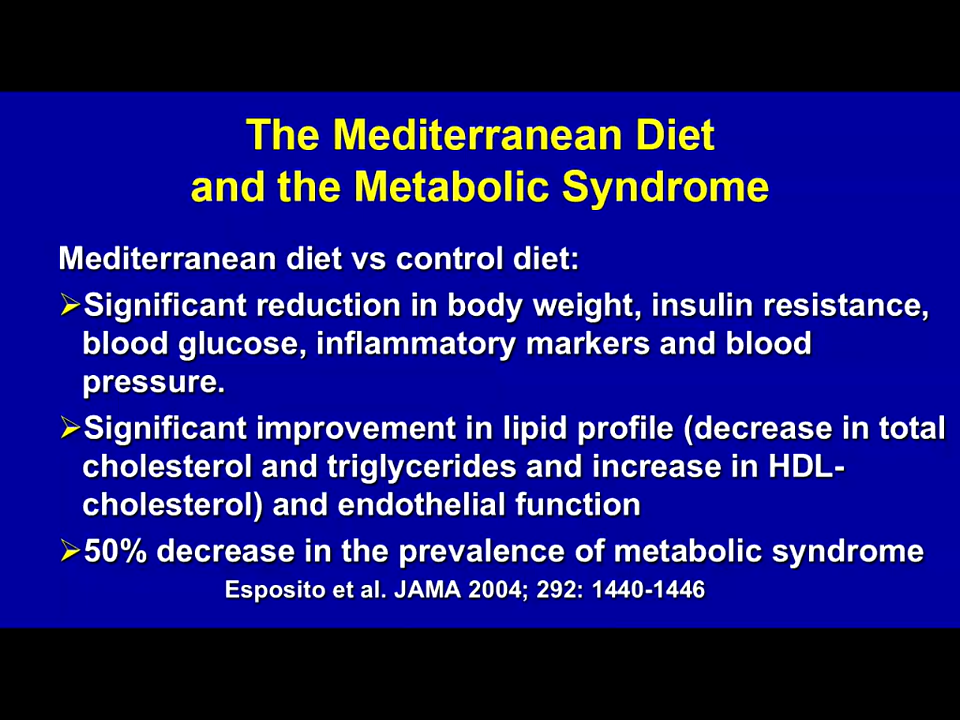 The Mediterranean Diet
and the Metabolic Syndrome
Mediterranean diet vs control diet:
➢Significant reduction in body weight, insulin resistance,
blood glucose, inflammatory markers and blood
pressure.
➢Significant improvement in lipid profile (decrease in total
cholesterol and triglycerides and increase in HDL-
cholesterol) and endothelial function
➢50% decrease in the prevalence of metabolic syndrome
Esposito et al. JAMA 2004; 292: 1440-1446